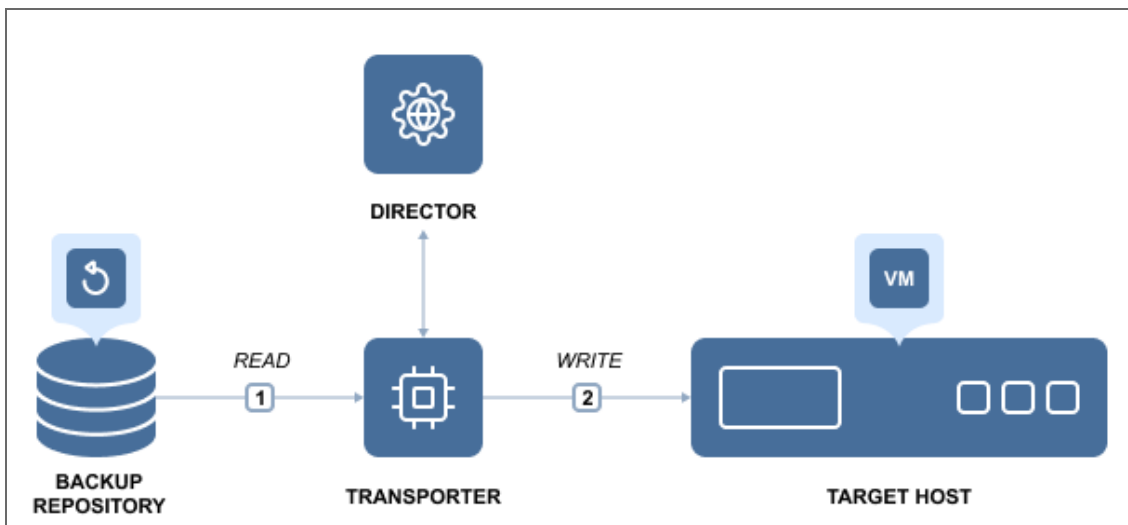 DIRECTOR
VM
READ
WRITE
1
2
BACKUP
REPOSITORY
TRANSPORTER
TARGET HOST